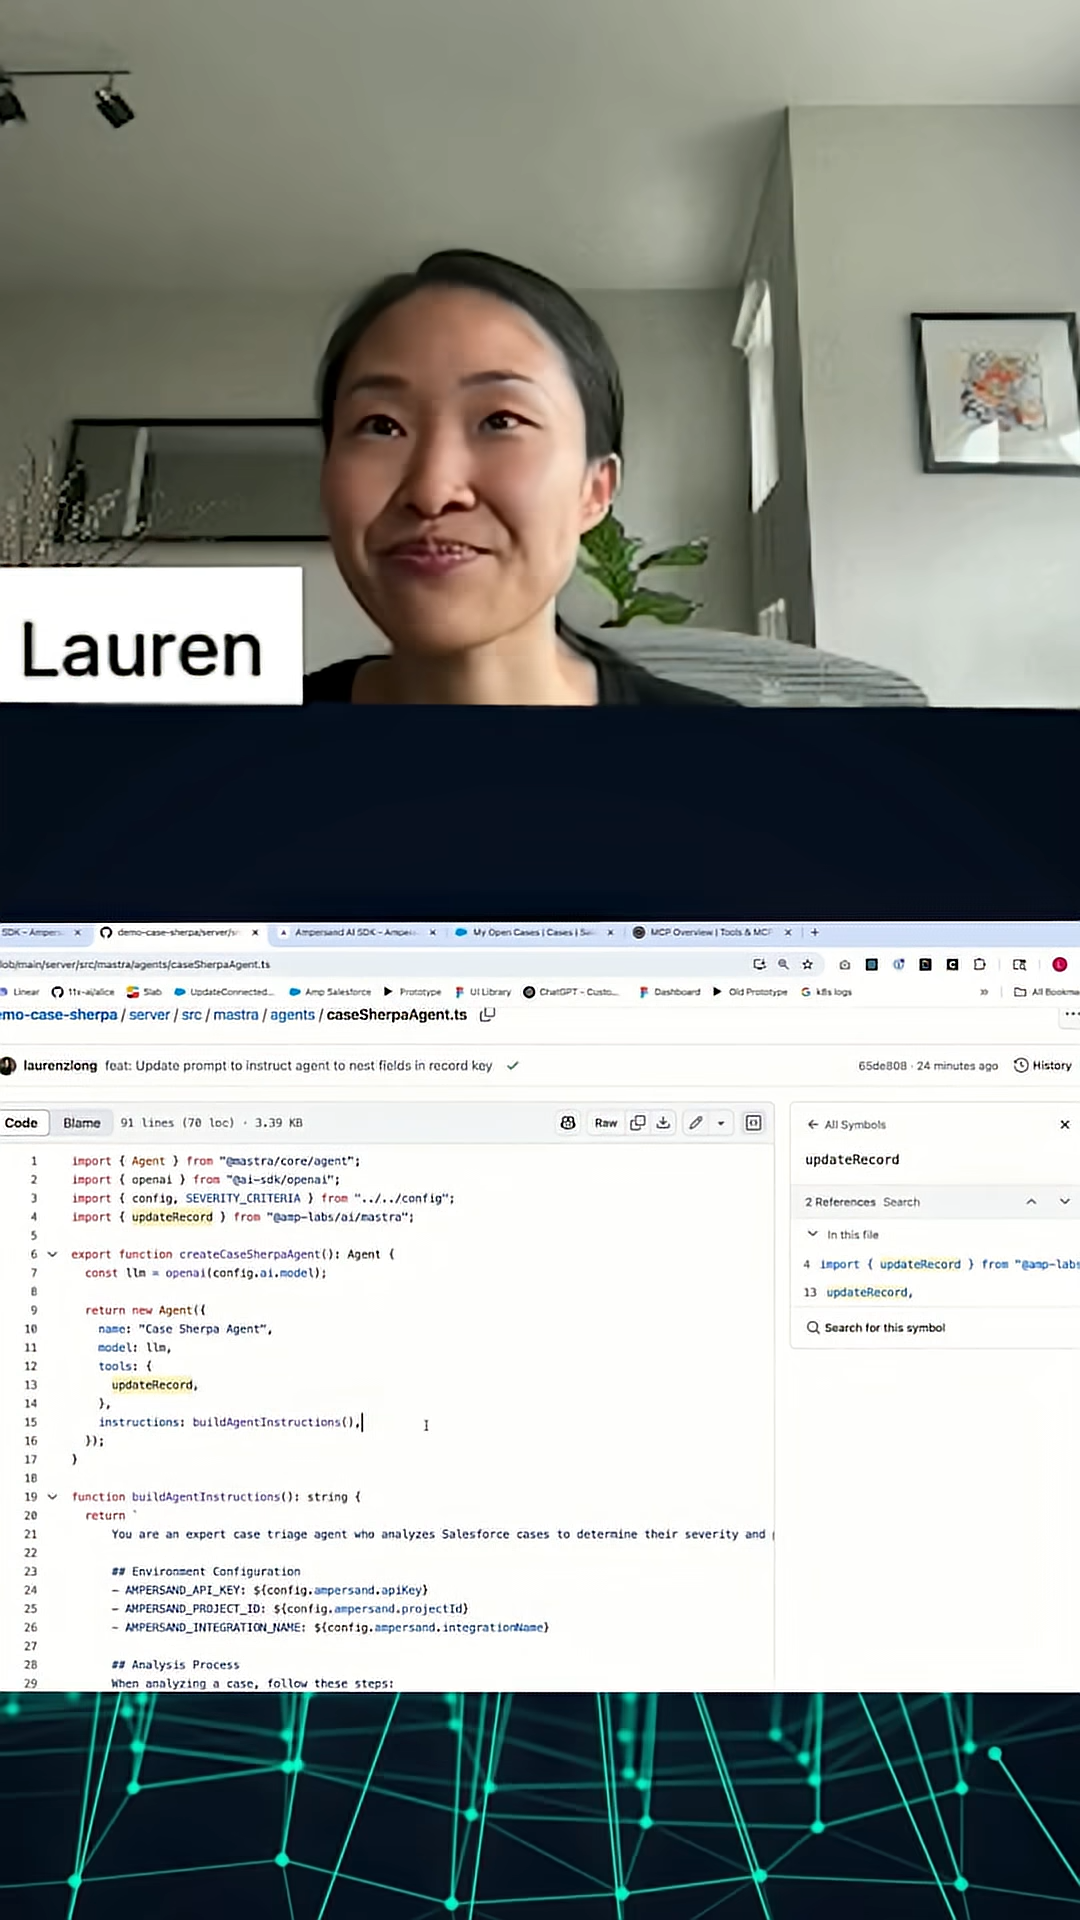 Lauren
SDK - Ampers...
demo-case-sherpa/server/sr
Ampersand AI SDK - Ampe
My Open Cases | Cases | Sal
MCP Overview | Tools & MCP
lob/main/server/src/mastra/agents/caseSherpaAgent.ts
Linear 11x-ai/alice Slab UpdateConnected... Amp Salesforce Prototype UI Library ChatGPT - Custo... Dashboard Old Prototype k8s logs » All Bookma
emo-case-sherpa / server / src / mastra / agents / caseSherpaAgent.ts
laurenzlong feat: Update prompt to instruct agent to nest fields in record key
65de808 · 24 minutes ago History
Code Blame 91 lines (70 loc) · 3.39 KB
Raw
1 import { Agent } from "@mastra/core/agent";
2 import { openai } from "@ai-sdk/openai";
3 import { config, SEVERITY_CRITERIA } from "../../config";
4 import { updateRecord } from "@amp-labs/ai/mastra";
5
6 export function createCaseSherpaAgent(): Agent {
7 const llm = openai(config.ai.model);
8
9 return new Agent({
10 name: "Case Sherpa Agent",
11 model: llm,
12 tools: {
13 updateRecord,
14 },
15 instructions: buildAgentInstructions(),
16 });
17 }
18
19 function buildAgentInstructions(): string {
20 return `
21 You are an expert case triage agent who analyzes Salesforce cases to determine their severity and
22
23 ## Environment Configuration
24 - AMPERSAND_API_KEY: ${config.ampersand.apiKey}
25 - AMPERSAND_PROJECT_ID: ${config.ampersand.projectId}
26 - AMPERSAND_INTEGRATION_NAME: ${config.ampersand.integrationName}
27
28 ## Analysis Process
29 When analyzing a case, follow these steps:
All Symbols
updateRecord
2 References Search
In this file
4 import { updateRecord } from "@amp-labs
13 updateRecord,
Search for this symbol